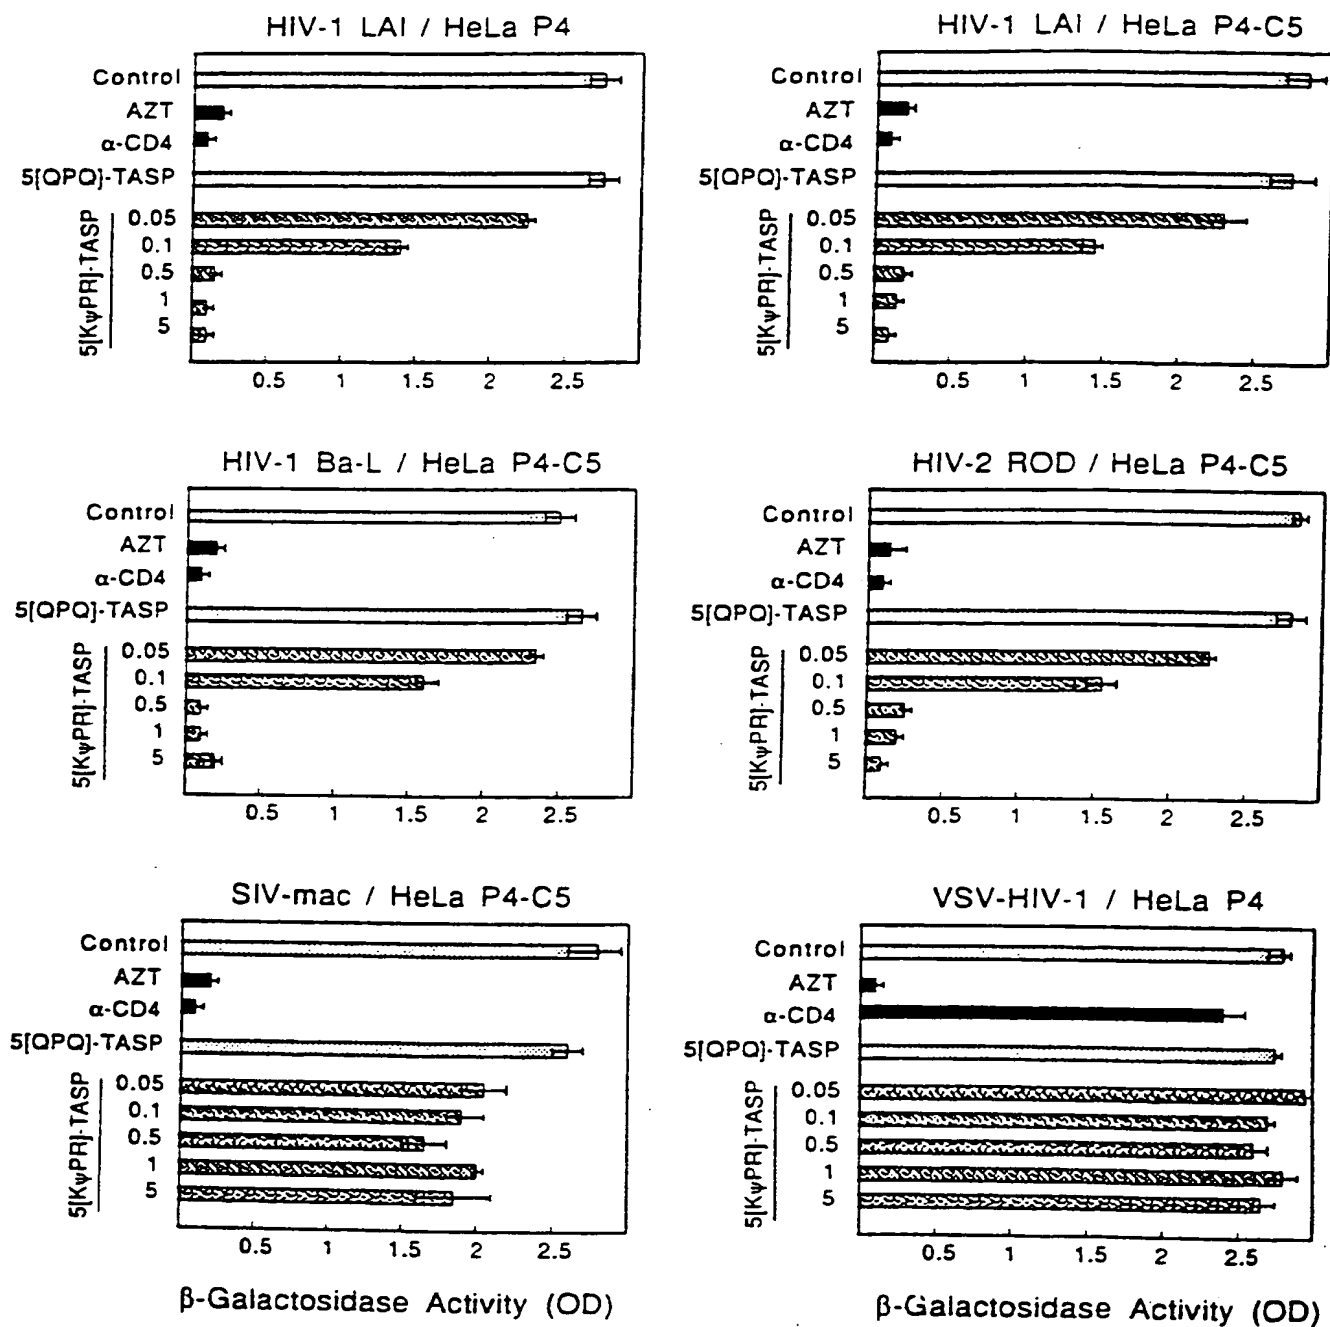 HIV-1 LAI / HeLa P4
Control
AZT
α-CD4
5[QPQ]-TASP
5[KψPR]-TASP
0.05
0.1
0.5
1
5
0.5 1 1.5 2 2.5
HIV-1 LAI / HeLa P4-C5
Control
AZT
α-CD4
5[QPQ]-TASP
5[KψPR]-TASP
0.05
0.1
0.5
1
5
0.5 1 1.5 2 2.5
HIV-1 Ba-L / HeLa P4-C5
Control
AZT
α-CD4
5[QPQ]-TASP
5[KψPR]-TASP
0.05
0.1
0.5
1
5
0.5 1 1.5 2 2.5
HIV-2 ROD / HeLa P4-C5
Control
AZT
α-CD4
5[QPQ]-TASP
5[KψPR]-TASP
0.05
0.1
0.5
1
5
0.5 1 1.5 2 2.5
SIV-mac / HeLa P4-C5
Control
AZT
α-CD4
5[QPQ]-TASP
5[KψPR]-TASP
0.05
0.1
0.5
1
5
0.5 1 1.5 2 2.5
β-Galactosidase Activity (OD)
VSV-HIV-1 / HeLa P4
Control
AZT
α-CD4
5[QPQ]-TASP
5[KψPR]-TASP
0.05
0.1
0.5
1
5
0.5 1 1.5 2 2.5
β-Galactosidase Activity (OD)